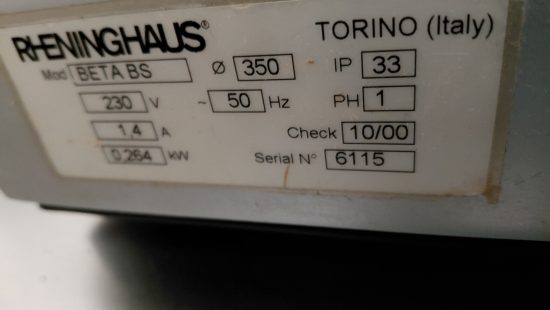 RHENINGHAUS® TORINO (Italy)
Mod BETA BS Ø 350 IP 33
230 V ~ 50 Hz PH 1
1,4 A Check 10/00
0,264 kW Serial N° 6115